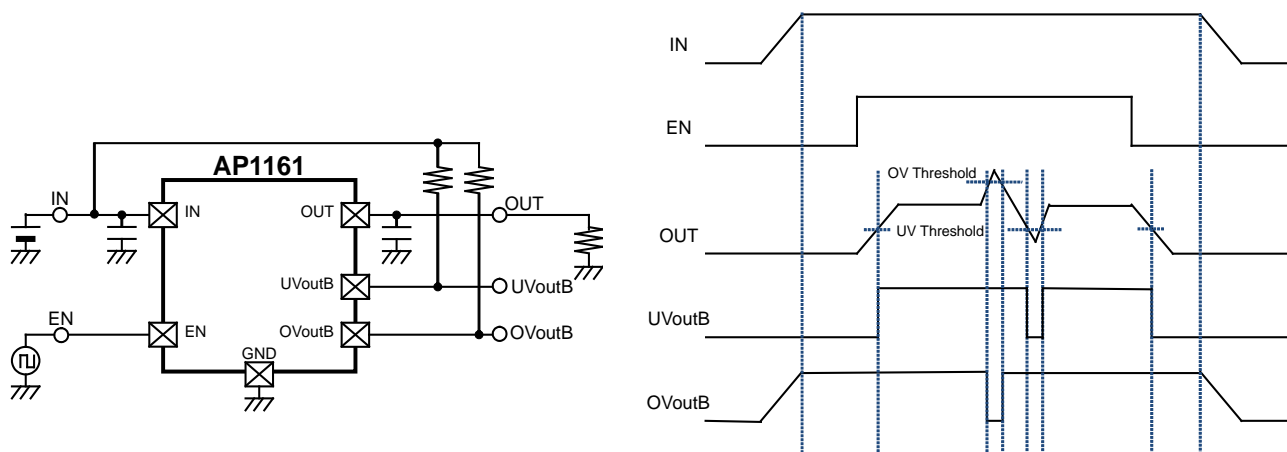 AP1161
IN
IN
OUT
OUT
UVoutB
UVoutB
EN
EN
OVoutB
OVoutB
GND
IN
EN
OV Threshold
OUT
UV Threshold
UVoutB
OVoutB